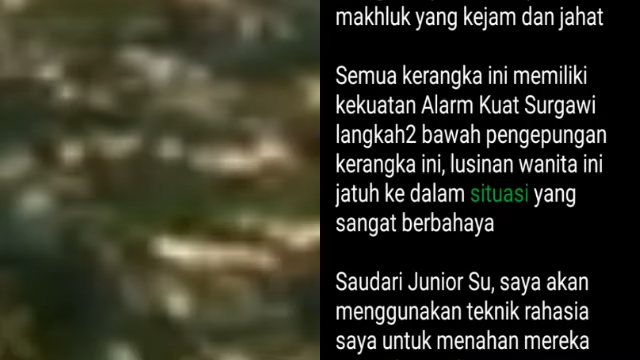 makhluk yang kejam dan jahat
Semua kerangka ini memiliki
kekuatan Alarm Kuat Surgawi
langkah2 bawah pengepungan
kerangka ini, lusinan wanita ini
jatuh ke dalam situasi yang
sangat berbahaya
Saudari Junior Su, saya akan
menggunakan teknik rahasia
saya untuk menahan mereka